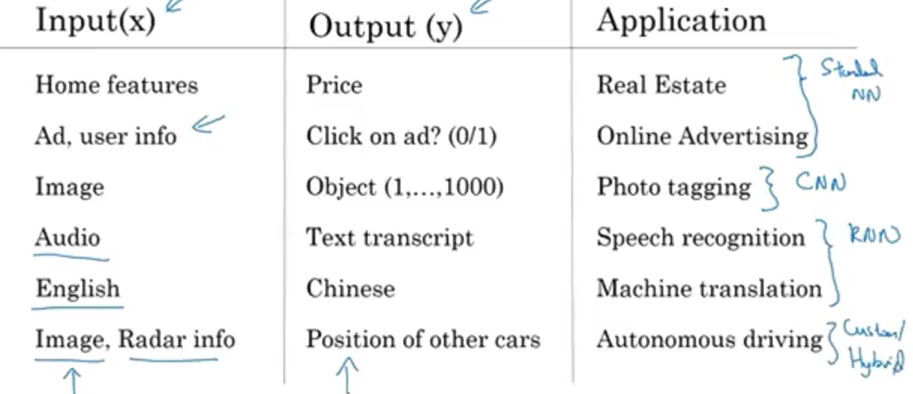 Input(x) Output (y) Application
Home features Price Real Estate
Ad, user info Click on ad? (0/1) Online Advertising
Image Object (1,...,1000) Photo tagging
Audio Text transcript Speech recognition
English Chinese Machine translation
Image, Radar info Position of other cars Autonomous driving
NN
CNN
RNN
Custom/
Hybrid